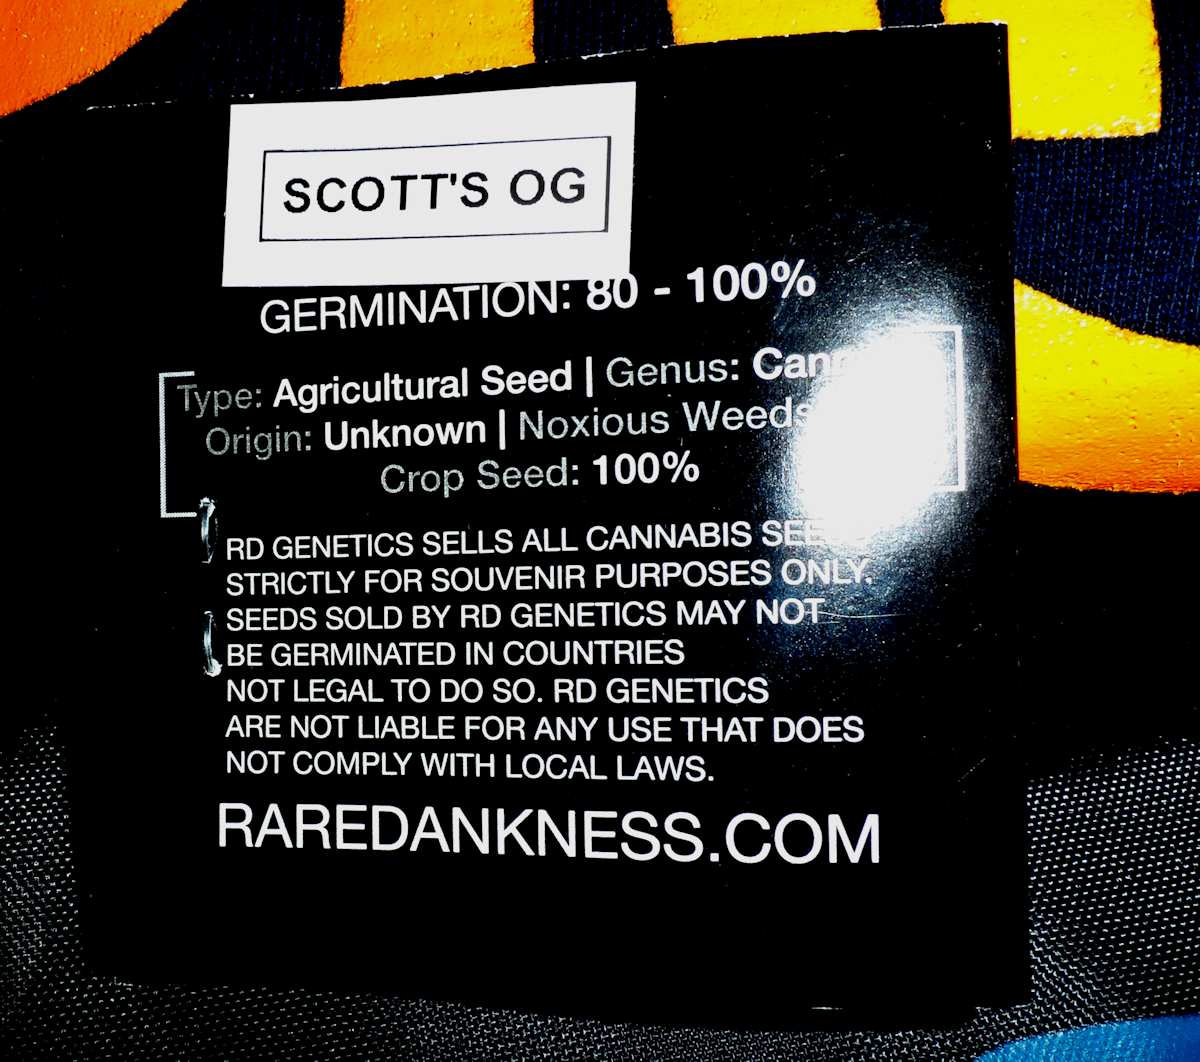 SCOTT'S OG
GERMINATION: 80 - 100%
Type: Agricultural Seed | Genus:
Origin: Unknown | Noxious Weeds
Crop Seed: 100%
RD GENETICS SELLS ALL CANNABIS
STRICTLY FOR SOUVENIR PURPOSES ONLY.
SEEDS SOLD BY RD GENETICS MAY NOT
BE GERMINATED IN COUNTRIES
NOT LEGAL TO DO SO. RD GENETICS
ARE NOT LIABLE FOR ANY USE THAT DOES
NOT COMPLY WITH LOCAL LAWS.
RAREDANKNESS.COM